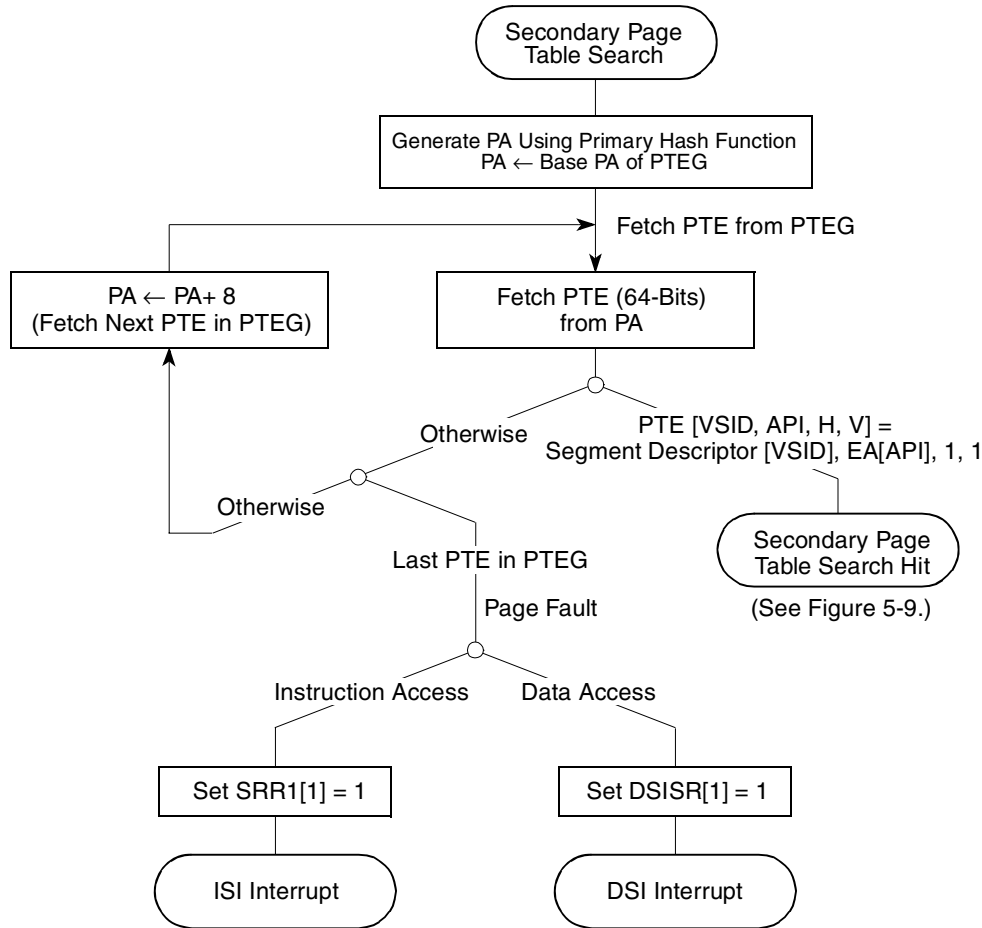 Secondary Page
Table Search
Generate PA Using Primary Hash Function
PA ← Base PA of PTEG
Fetch PTE from PTEG
PA ← PA+ 8
(Fetch Next PTE in PTEG)
Fetch PTE (64-Bits)
from PA
Otherwise
PTE [VSID, API, H, V] =
Segment Descriptor [VSID], EA[API], 1, 1
Otherwise
Secondary Page
Table Search Hit
(See Figure 5-9.)
Last PTE in PTEG
Page Fault
Instruction Access
Data Access
Set SRR1[1] = 1
Set DSISR[1] = 1
ISI Interrupt
DSI Interrupt